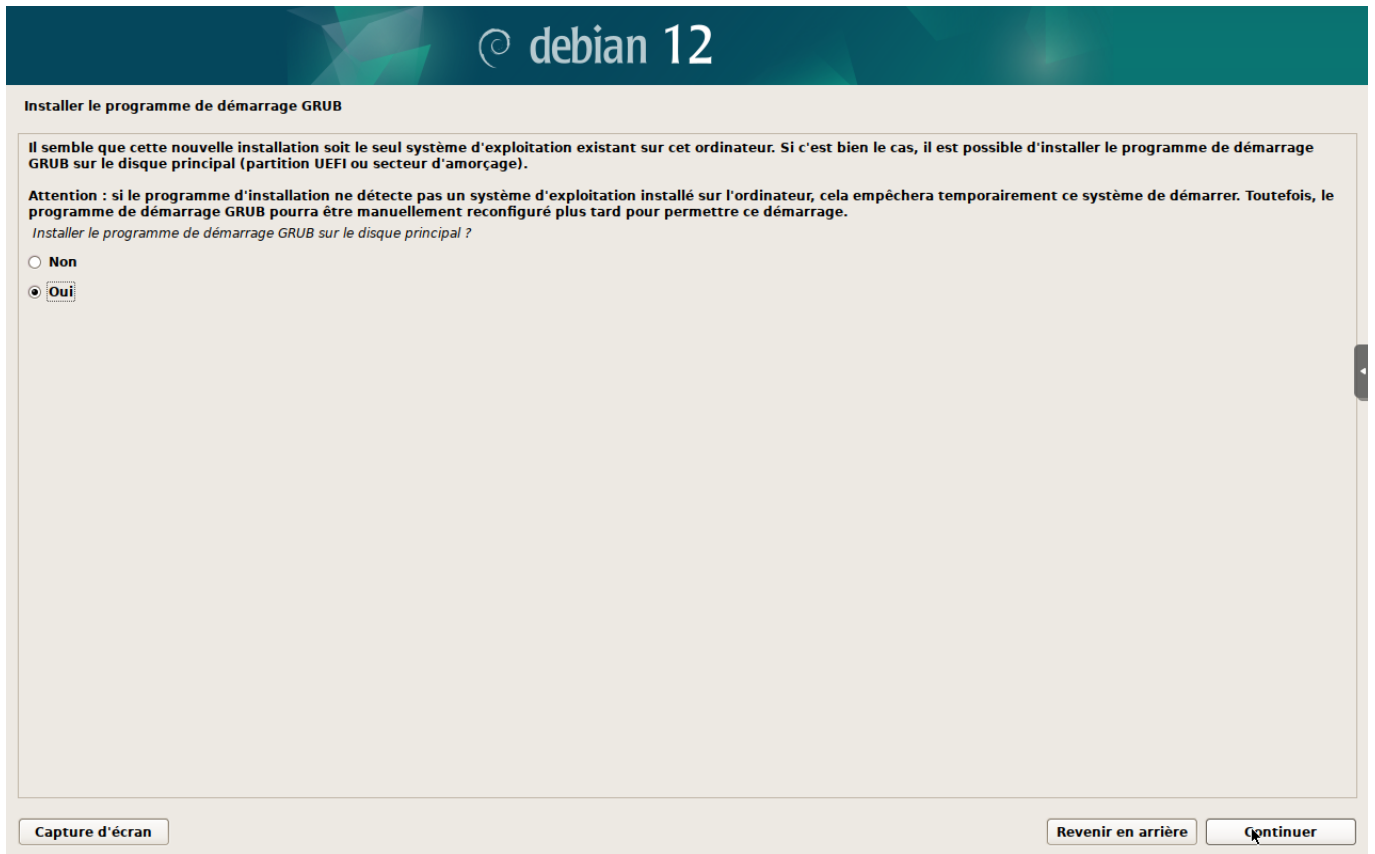 debian 12
Installer le programme de démarrage GRUB
Il semble que cette nouvelle installation soit le seul système d'exploitation existant sur cet ordinateur. Si c'est bien le cas, il est possible d'installer le programme de démarrage
GRUB sur le disque principal (partition UEFI ou secteur d'amorçage).
Attention : si le programme d'installation ne détecte pas un système d'exploitation installé sur l'ordinateur, cela empêchera temporairement ce système de démarrer. Toutefois, le
programme de démarrage GRUB pourra être manuellement reconfiguré plus tard pour permettre ce démarrage.
Installer le programme de démarrage GRUB sur le disque principal ?
Non
Oui
Capture d'écran
Revenir en arrière
Continuer